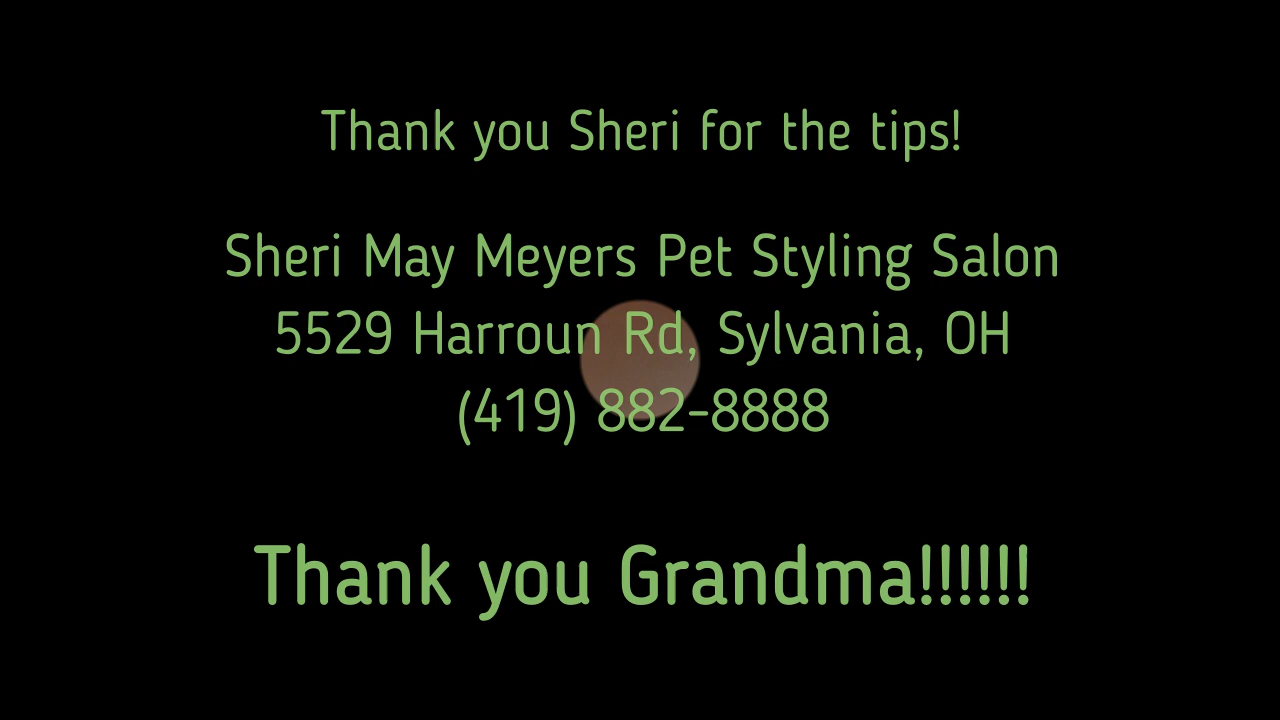 Thank you Sheri for the tips!
Sheri May Meyers Pet Styling Salon
5529 Harroun Rd, Sylvania, OH
(419) 882-8888
Thank you Grandma!!!!!!